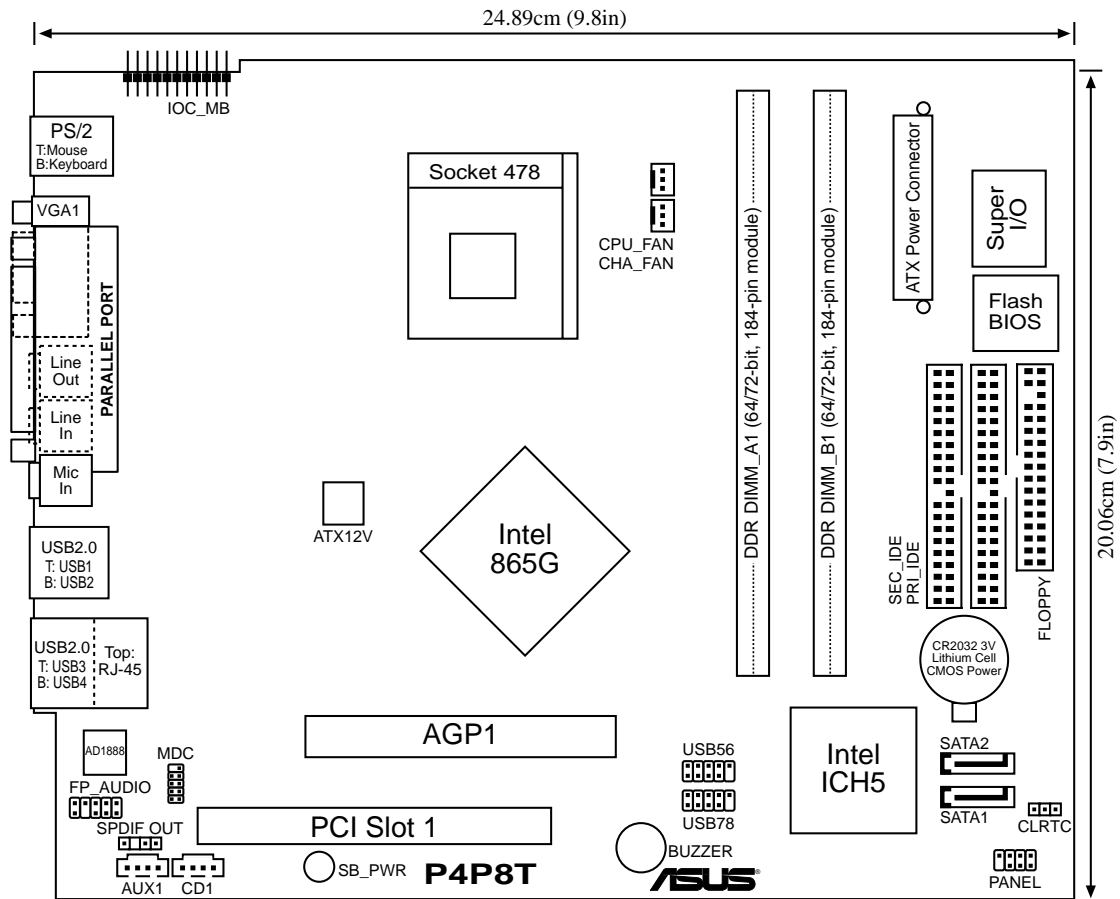 24.89cm (9.8in)
IOC_MB
PS/2
T:Mouse
B:Keyboard
VGA1
PARALLEL PORT
Line
Out
Line
In
Mic
In
USB2.0
T: USB1
B: USB2
USB2.0
T: USB3
B: USB4
Top:
RJ-45
Socket 478
CPU_FAN
CHA_FAN
ATX12V
Intel
865G
DDR DIMM_A1 (64/72-bit, 184-pin module)
DDR DIMM_B1 (64/72-bit, 184-pin module)
ATX Power Connector
Super
I/O
Flash
BIOS
SEC_IDE
PRI_IDE
FLOPPY
20.06cm (7.9in)
CR2032 3V
Lithium Cell
CMOS Power
AGP1
AD1888
MDC
FP_AUDIO
SPDIF OUT
AUX1
CD1
PCI Slot 1
SB_PWR
P4P8T
USB56
USB78
BUZZER
ASUS®
Intel
ICH5
SATA2
SATA1
CLRTC
PANEL